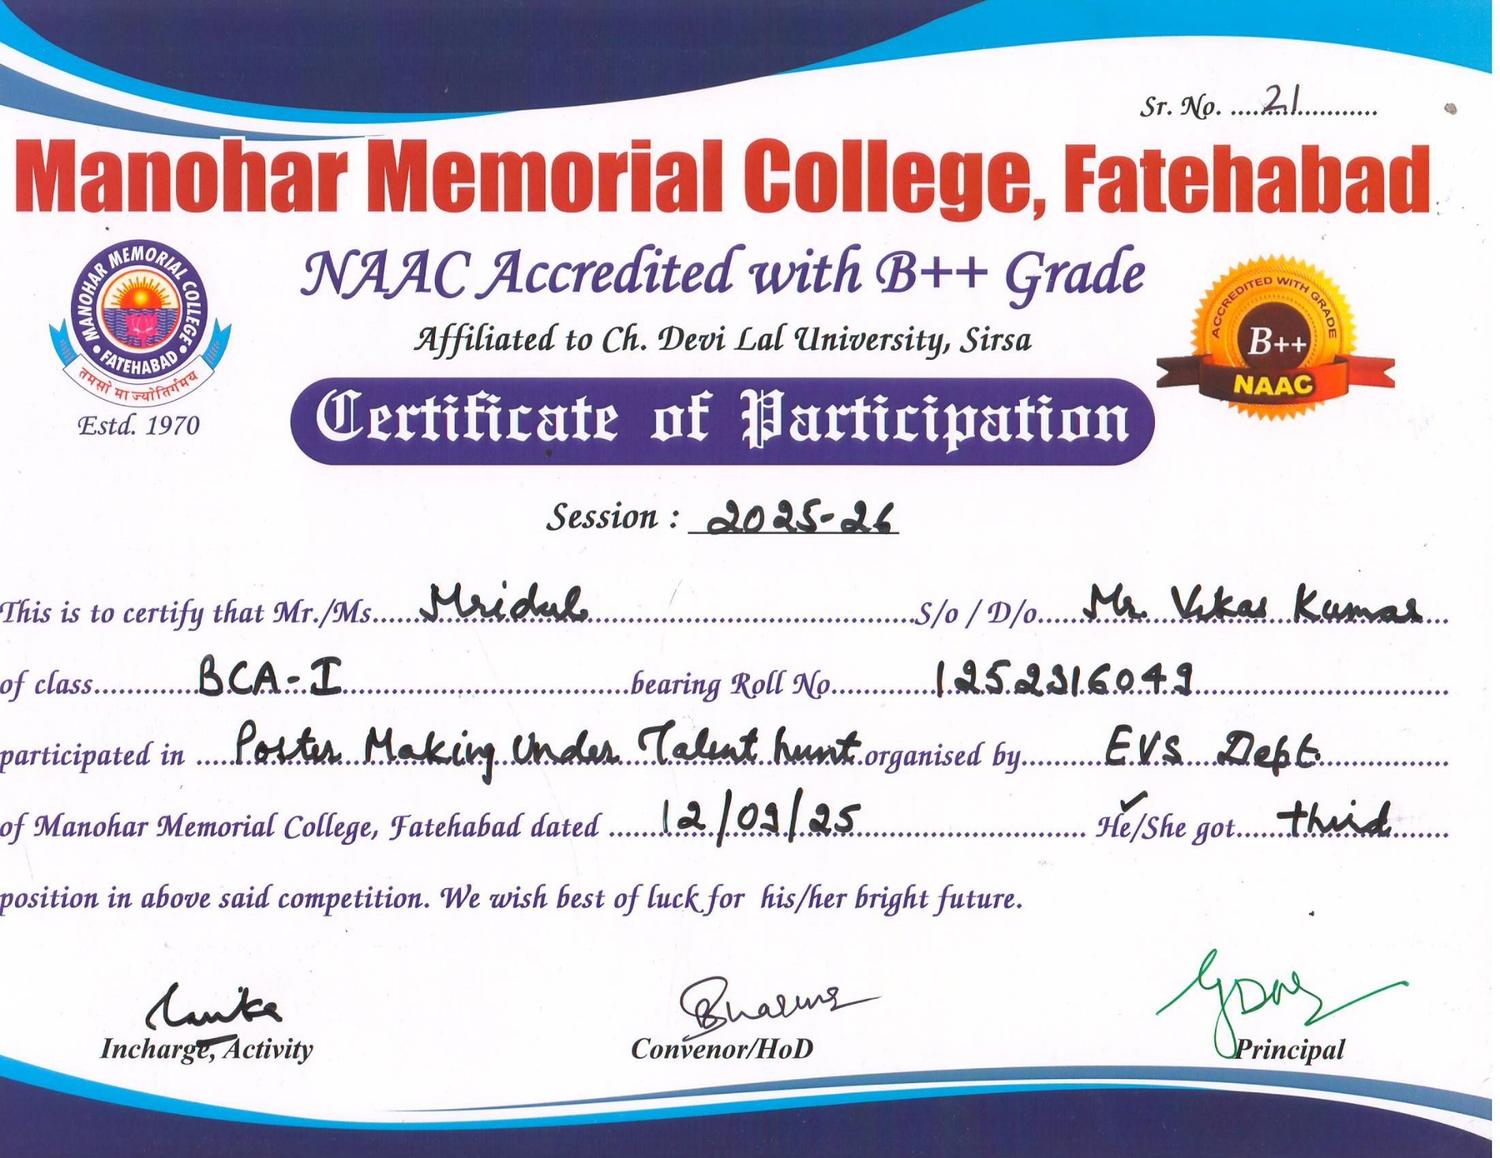 Sr. No. ....21............
Manohar Memorial College, Fatehabad
MANOHAR MEMORIAL COLLEGE
• FATEHABAD •
तमसो मा ज्योतिर्गमय
Estd. 1970
NAAC Accredited with B++ Grade
Affiliated to Ch. Devi Lal University, Sirsa
ACCREDITED WITH GRADE
B++
NAAC
Certificate of Participation
Session : 2025-26
This is to certify that Mr./Ms.....Mridul.....S/o / D/o.....Mr. Vikas Kumar...
of class.....BCA-I.....bearing Roll No.....1252316049.....
participated in .....Poster Making Under Talent hunt organised by.....EVS Dept......
of Manohar Memorial College, Fatehabad dated .....12/09/25..... He/She got.....third.....
position in above said competition. We wish best of luck for his/her bright future.
Incharge, Activity
Sharma
Convenor/HoD
Principal